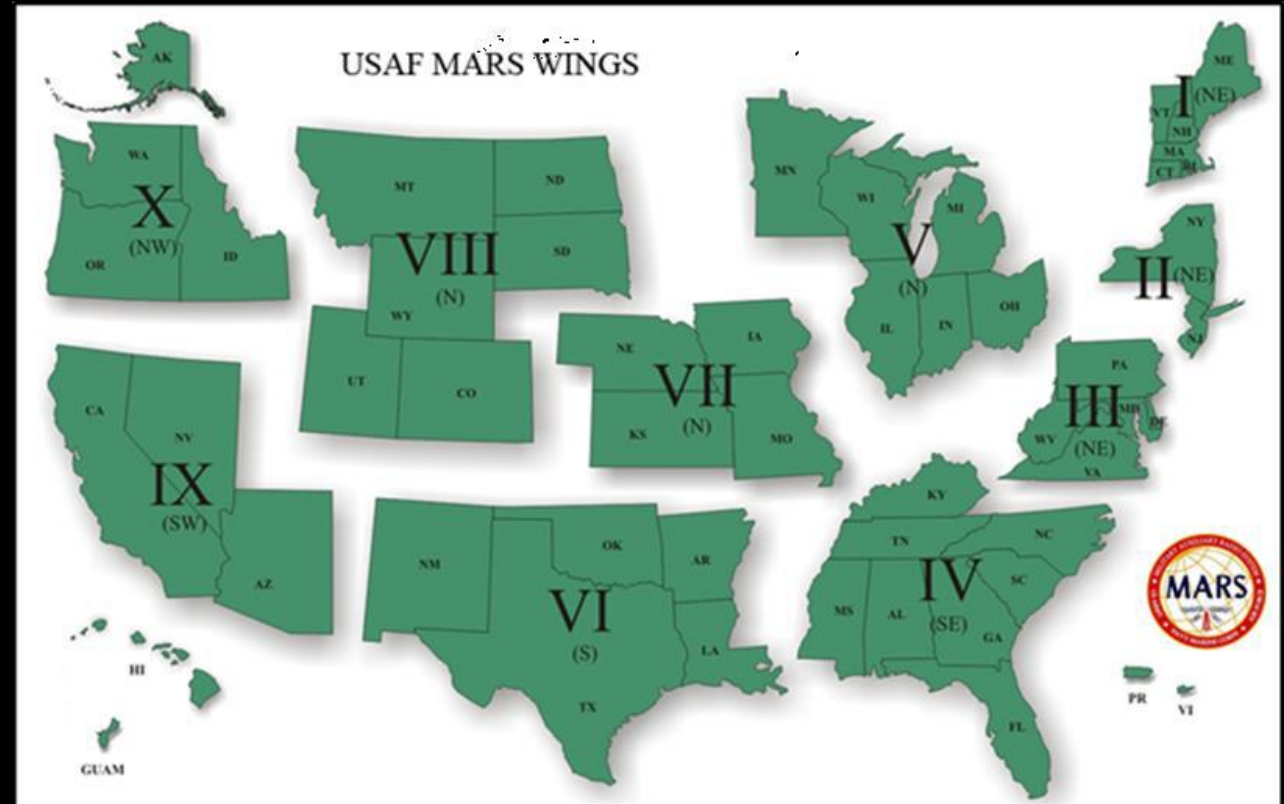 USAF MARS WINGS
AK
WA
X
(NW)
OR
ID
MT
ND
SD
VIII
(N)
WY
UT
CO
MN
WI
MI
V
(N)
IL
IN
OH
ME
I
(NE)
VT
NH
MA
CT
RI
NY
II
(NE)
NJ
PA
III
MD
DE
WV
(NE)
VA
CA
NV
IX
(SW)
AZ
NE
IA
VII
(N)
KS
MO
NM
OK
AR
VI
(S)
TX
LA
KY
TN
NC
IV
SC
MS
AL
(SE)
GA
FL
HI
GUAM
MARS
PR
VI